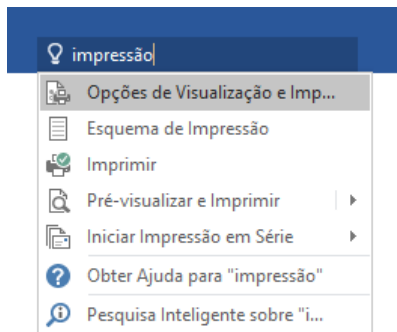 impressão
Opções de Visualização e Imp...
Esquema de Impressão
Imprimir
Pré-visualizar e Imprimir
Iniciar Impressão em Série
Obter Ajuda para "impressão"
Pesquisa Inteligente sobre "i...